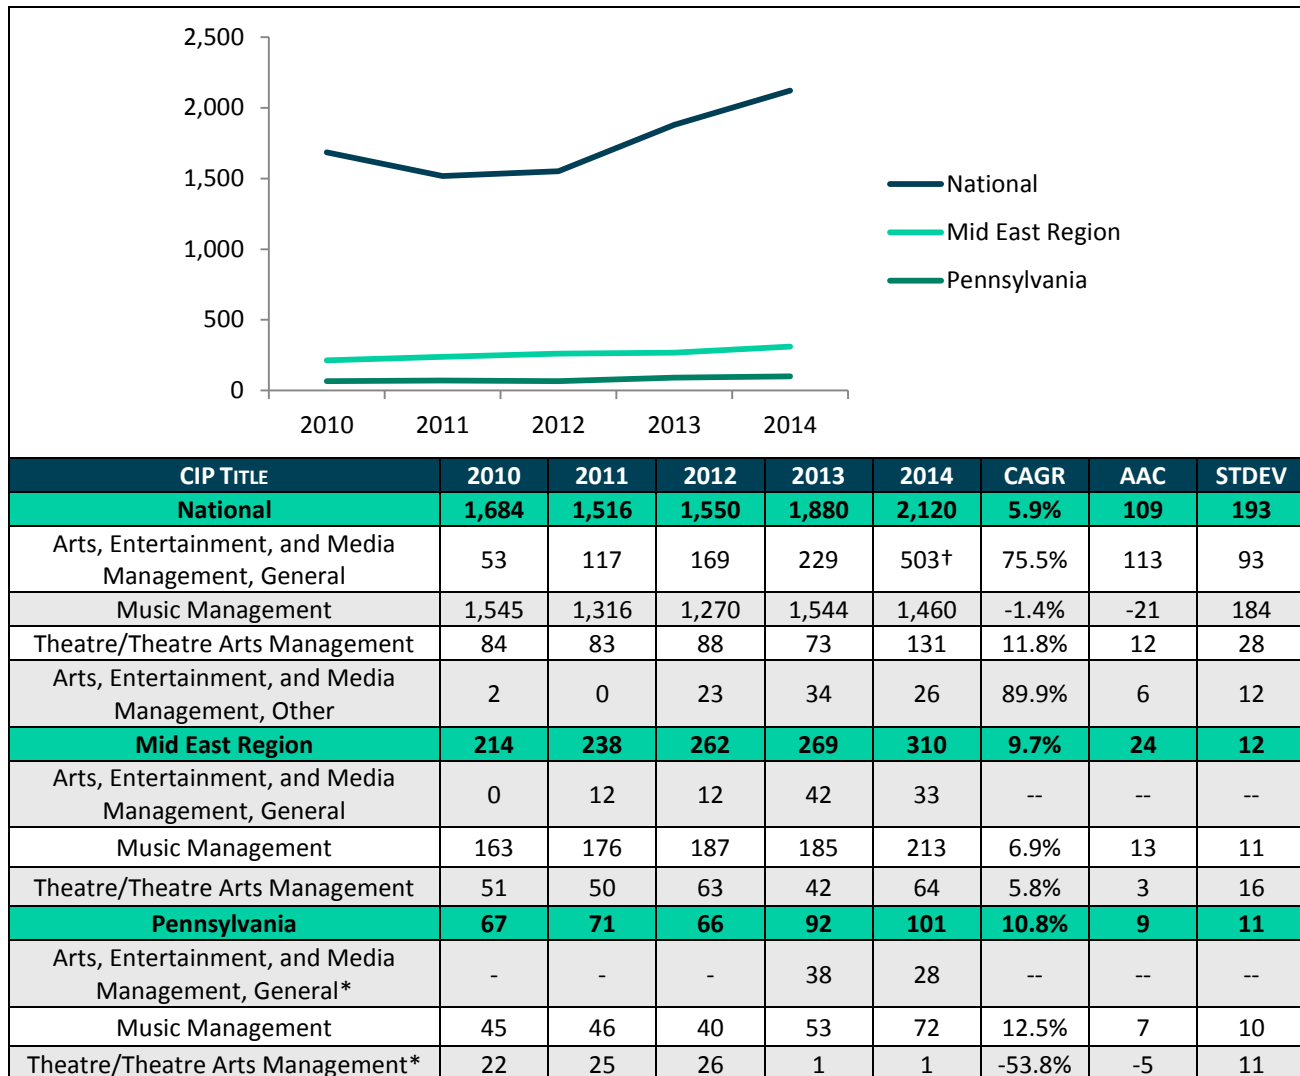 2,500
2,000
1,500
1,000
500
0
2010 2011 2012 2013 2014
National
Mid East Region
Pennsylvania
CIP TITLE 2010 2011 2012 2013 2014 CAGR AAC STDEV
National 1,684 1,516 1,550 1,880 2,120 5.9% 109 193
Arts, Entertainment, and Media
Management, General 53 117 169 229 503† 75.5% 113 93
Music Management 1,545 1,316 1,270 1,544 1,460 -1.4% -21 184
Theatre/Theatre Arts Management 84 83 88 73 131 11.8% 12 28
Arts, Entertainment, and Media
Management, Other 2 0 23 34 26 89.9% 6 12
Mid East Region 214 238 262 269 310 9.7% 24 12
Arts, Entertainment, and Media
Management, General 0 12 12 42 33 -- -- --
Music Management 163 176 187 185 213 6.9% 13 11
Theatre/Theatre Arts Management 51 50 63 42 64 5.8% 3 16
Pennsylvania 67 71 66 92 101 10.8% 9 11
Arts, Entertainment, and Media
Management, General* - - - 38 28 -- -- --
Music Management 45 46 40 53 72 12.5% 7 10
Theatre/Theatre Arts Management* 22 25 26 1 1 -53.8% -5 11